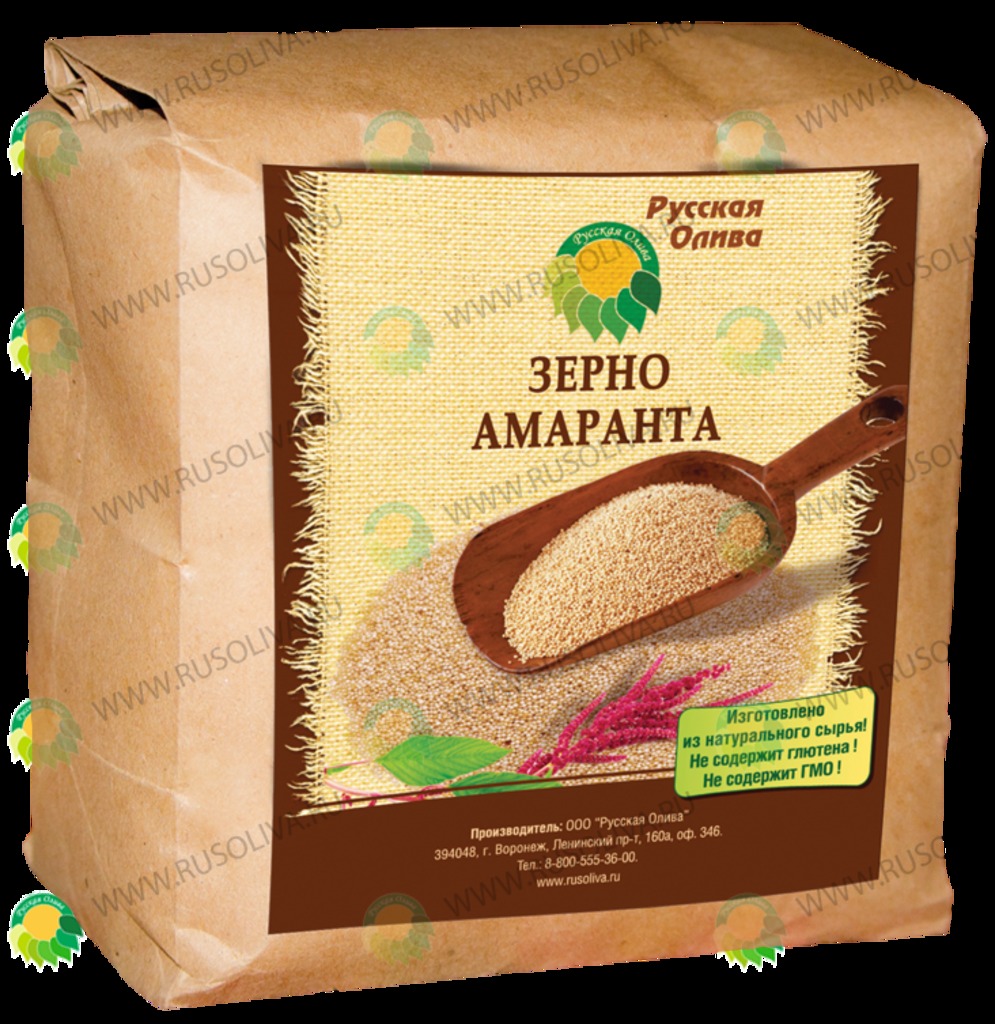 Русская
Олива
Русская Олива
ЗЕРНО
АМАРАНТА
Изготовлено
из натурального сырья!
Не содержит глютена !
Не содержит ГМО !
Производитель: ООО "Русская Олива"
394048, г. Воронеж, Ленинский пр-т, 160а, оф. 346.
Тел.: 8-800-555-36-00.
www.rusoliva.ru
WWW.RUSOLIVA.RU